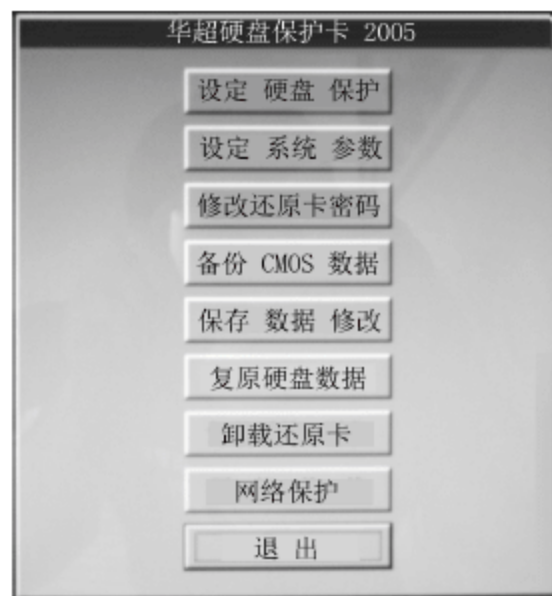 华超硬盘保护卡 2005
设定 硬盘 保护
设定 系统 参数
修改还原卡密码
备份 CMOS 数据
保存 数据 修改
复原硬盘数据
卸载还原卡
网络保护
退 出